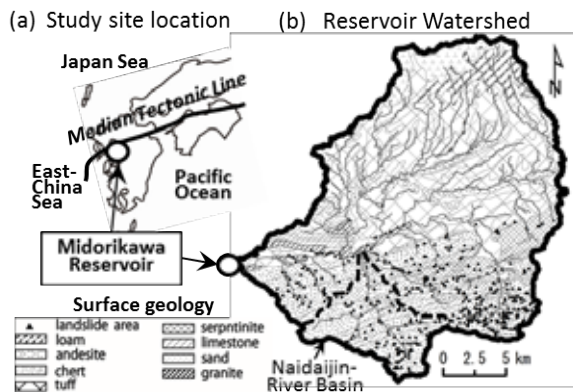 (a) Study site location
(b) Reservoir Watershed
Japan Sea
Median Tectonic Line
East-
China
Sea
Pacific
Ocean
Midorikawa
Reservoir
Surface geology
landslide area
loam
andesite
chert
tuff
serpntinite
limestone
sand
granite
Naidaijin-
River Basin
N
0 2.5 5 km